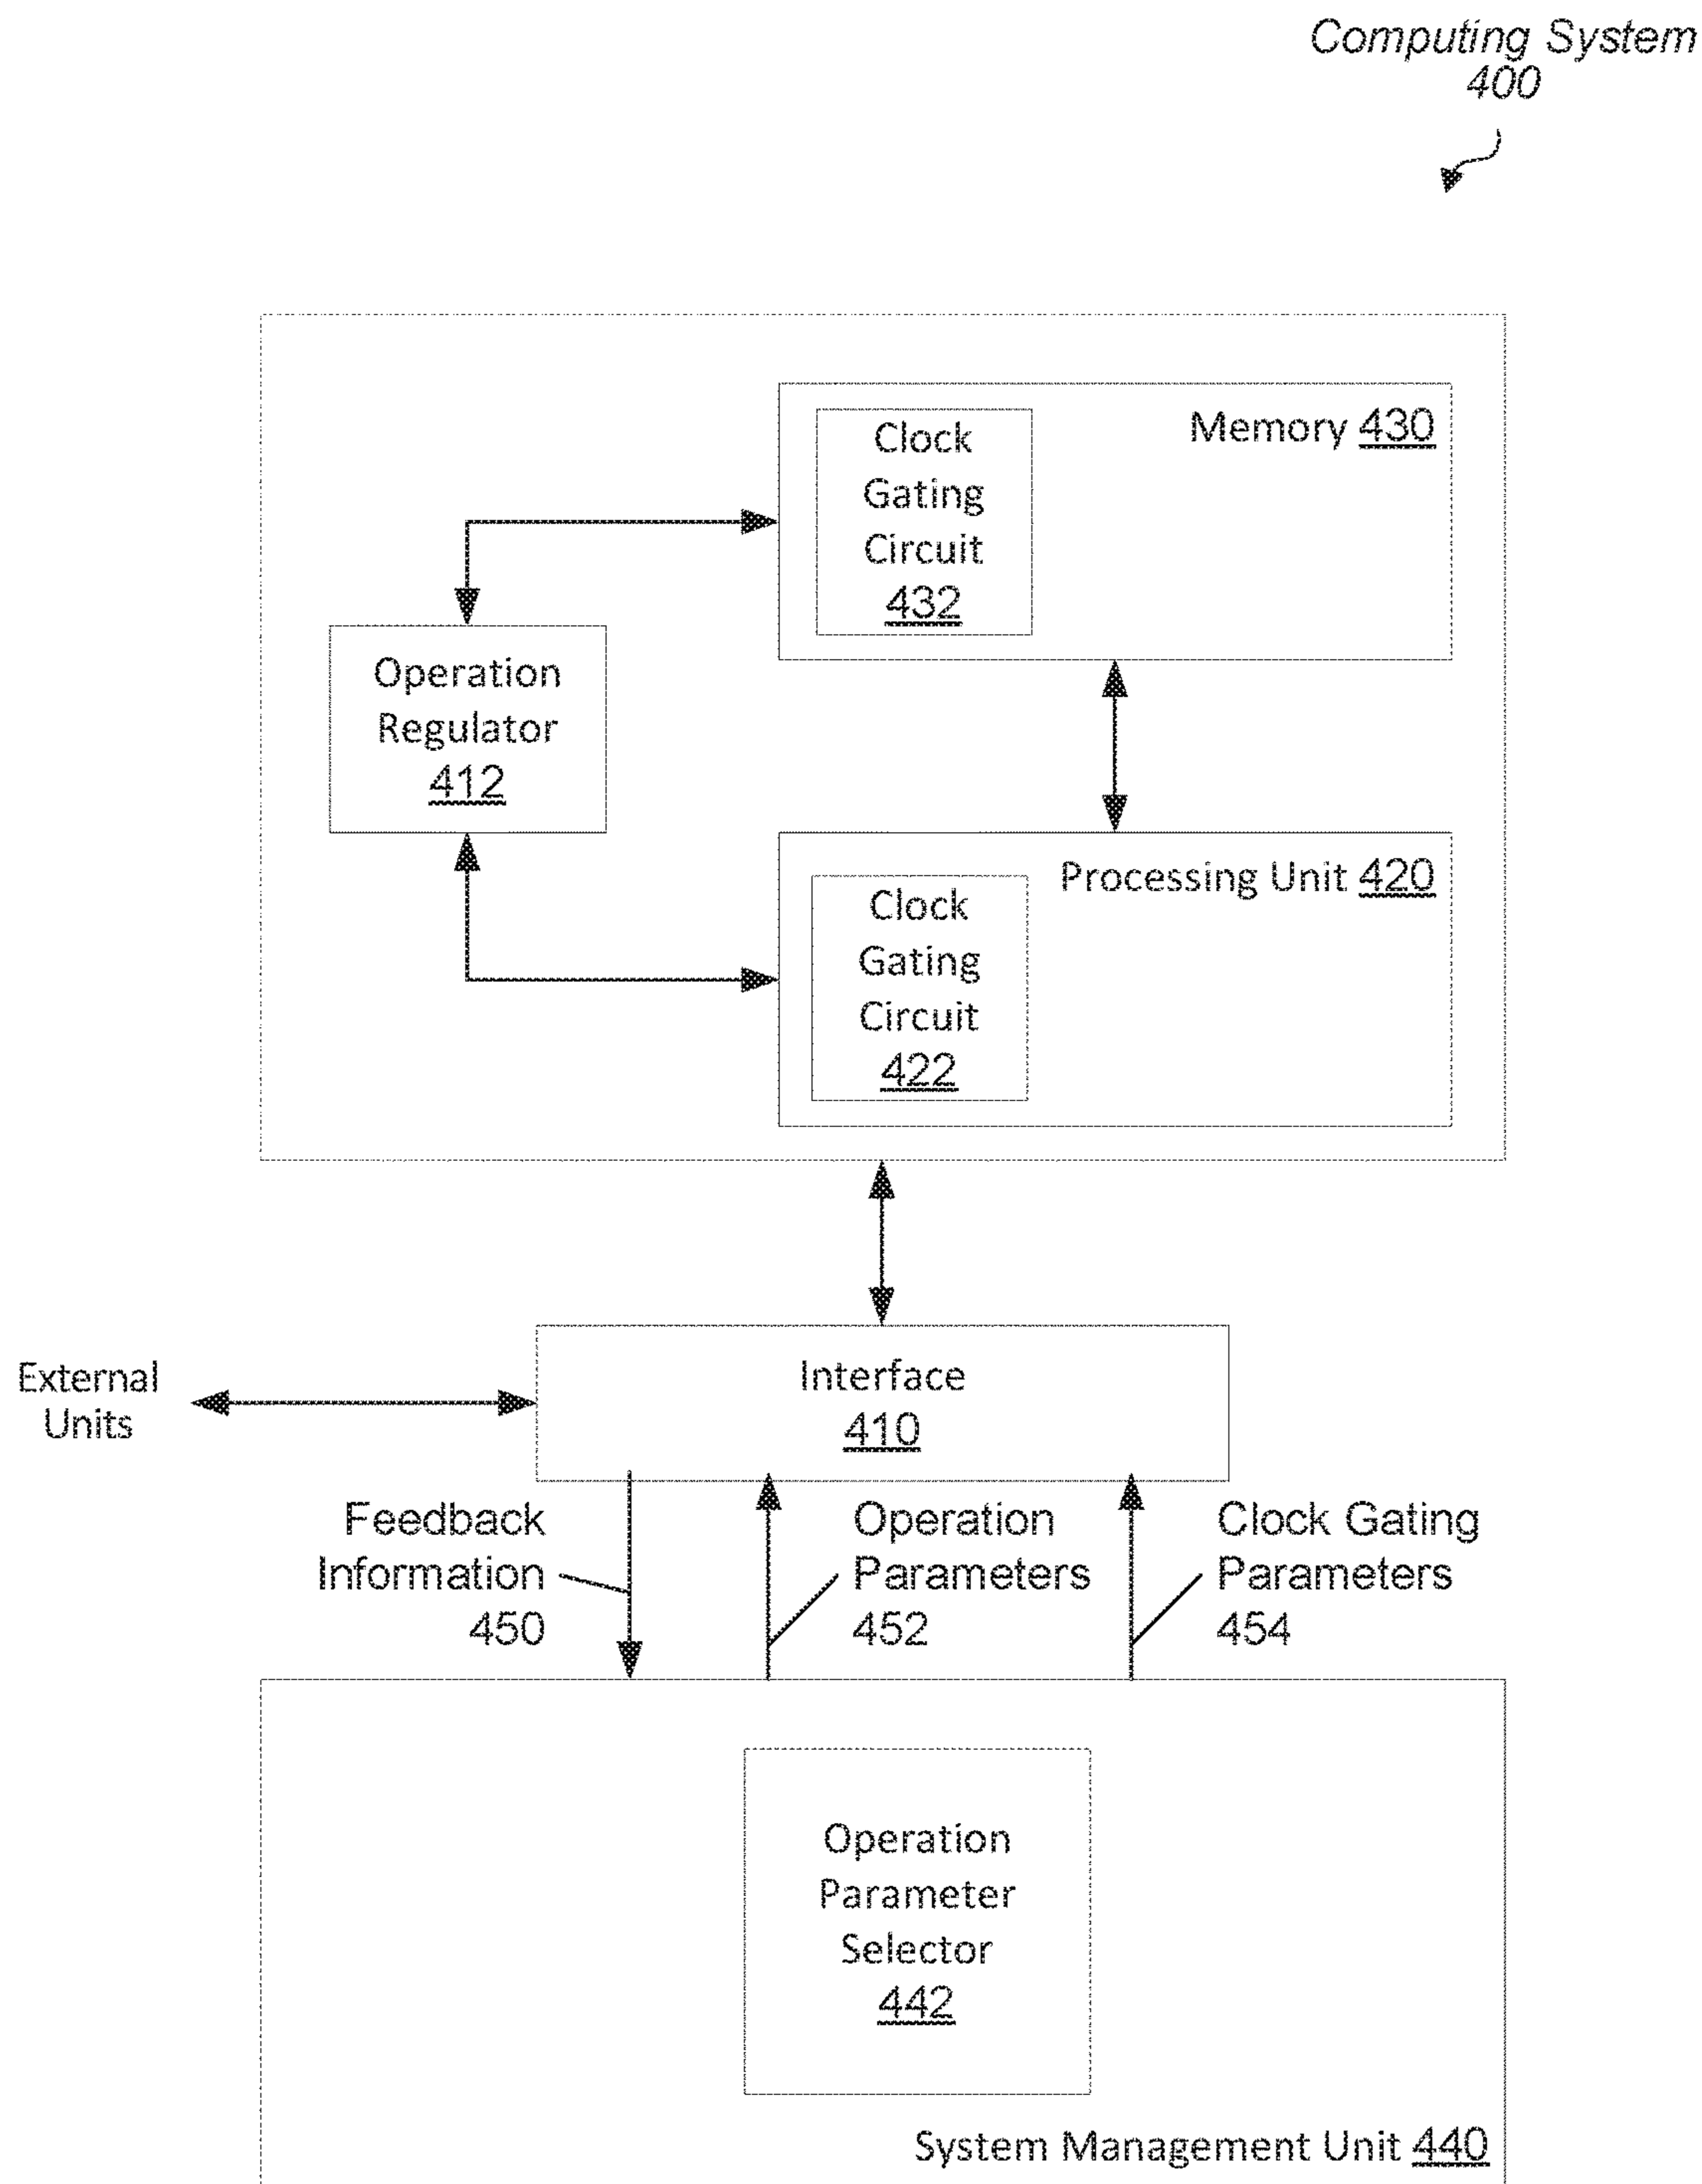 Computing System
400
Memory 430
Clock
Gating
Circuit
432
Operation
Regulator
412
Processing Unit 420
Clock
Gating
Circuit
422
External
Units
Interface
410
Feedback
Information
450
Operation
Parameters
452
Clock Gating
Parameters
454
Operation
Parameter
Selector
442
System Management Unit 440